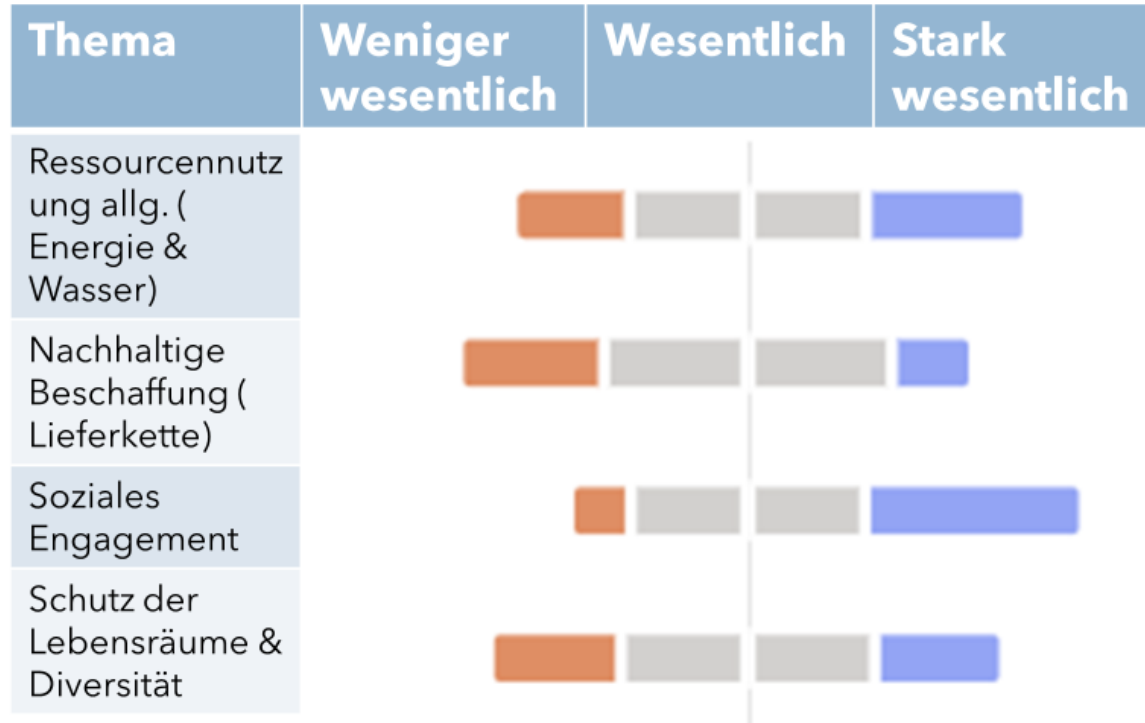 Thema
Weniger
wesentlich
Wesentlich
Stark
wesentlich
Ressourcennutz
ung allg. (
Energie &
Wasser)
Nachhaltige
Beschaffung (
Lieferkette)
Soziales
Engagement
Schutz der
Lebensräume &
Diversität